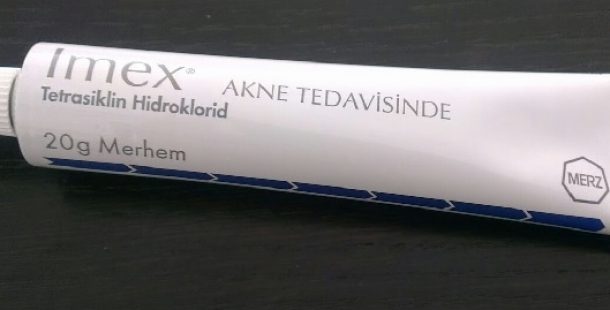 Imex®
Tetrasiklin Hidroklorid
AKNE TEDAVİSİNDE
20g Merhem
MERZ